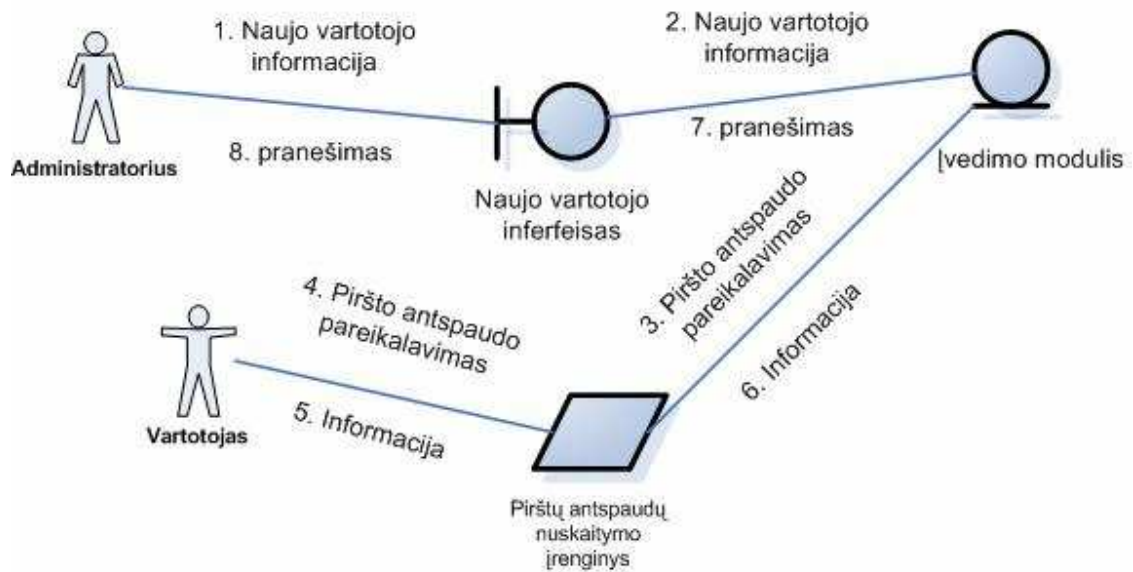 1. Naujo vartotojo
informacija
2. Naujo vartotojo
informacija
8. pranešimas
7. pranešimas
Administratorius
Naujo vartotojo
inferfeisas
Įvedimo modulis
3. Piršto antspaudo
pareikalavimas
6. Informacija
4. Piršto antspaudo
pareikalavimas
5. Informacija
Vartotojas
Pirštų antspaudų
nuskaitymo
įrenginys